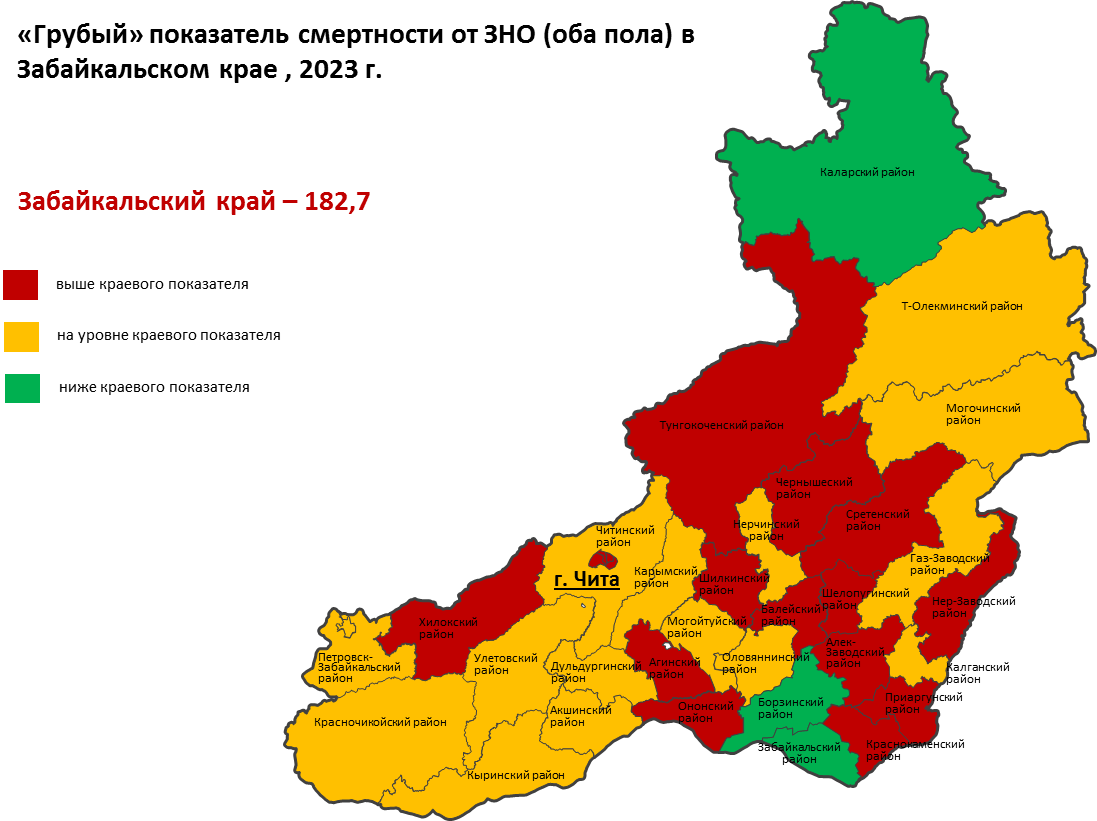 «Грубый» показатель смертности от ЗНО (оба пола) в
Забайкальском крае , 2023 г.
Забайкальский край – 182,7
выше краевого показателя
на уровне краевого показателя
ниже краевого показателя
Каларский район
Т-Олекминский район
Могочинский
район
Тунгокоченский район
Чернышеский
район
Сретенский
район
Нерчинский
район
Читинский
район
г. Чита
Карымский
район
Шилкинский
район
Газ-Заводский
район
Шелопугинский
район
Нер-Заводский
район
Балейский
район
Хилокский
район
Могойтуйский
район
Алек-
Заводский
район
Петровск-
Забайкальский
район
Улетовский
район
Дульдургинский
район
Агинский
район
Оловяннинский
район
Калганский
район
Красночикойский район
Акшинский
район
Ононский
район
Борзинский
район
Приаргунский
район
Забайкальский
район
Краснокаменский
район
Кыринский район